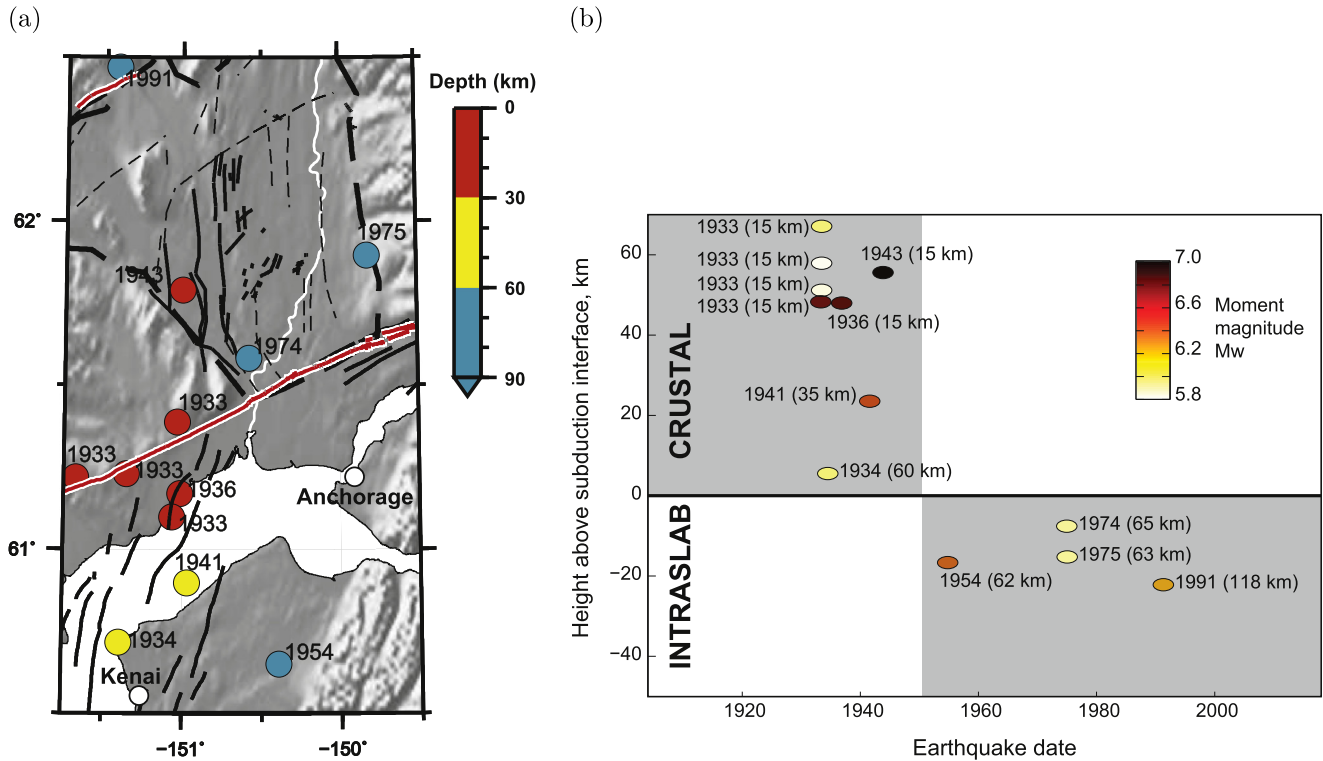 (a)
(b)
1991
Depth (km)
0
30
60
90
62°
61°
1975
1943
1974
1933
1933
1933
1936
1933
Anchorage
1941
1934
1954
Kenai
−151°
−150°
Height above subduction interface, km
60
40
20
0
−20
−40
CRUSTAL
INTRASLAB
1933 (15 km)
1933 (15 km)
1943 (15 km)
1933 (15 km)
1933 (15 km)
1936 (15 km)
1941 (35 km)
1934 (60 km)
7.0
6.6
6.2
5.8
Moment
magnitude
Mw
1974 (65 km)
1975 (63 km)
1954 (62 km)
1991 (118 km)
1920
1940
1960
1980
2000
Earthquake date